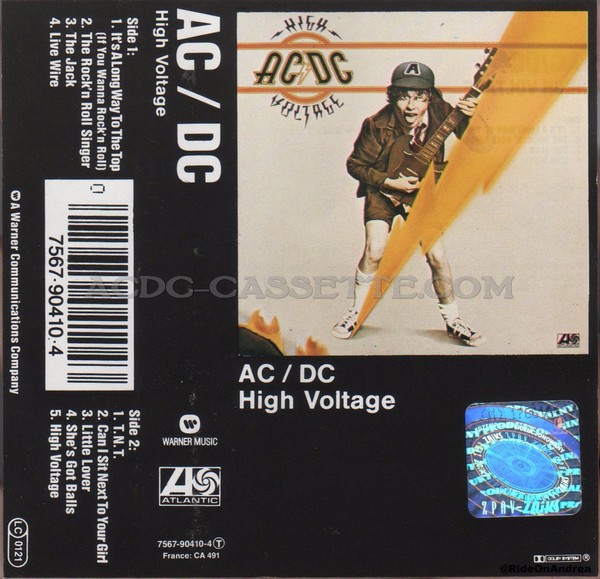 AC / DC
High Voltage
Side 1:
1. It's A Long Way To The Top
(If You Wanna Rock'n Roll)
2. The Rock'n Roll Singer
3. The Jack
4. Live Wire
7567-90410-4
Side 2:
1. T.N.T.
2. Can I Sit Next To Your Girl
3. Little Lover
4. She's Got Balls
5. High Voltage
A Warner Communications Company
LC 0121
WARNER MUSIC
ATLANTIC
7567-90410-4 T
France: CA 491
HIGH
AC/DC
VOLTAGE
A
AC / DC
High Voltage
ZPAV-ZAIKS
DOLBY SYSTEM ®
ACDC-CASSETTE.COM
©RideOnAndrea